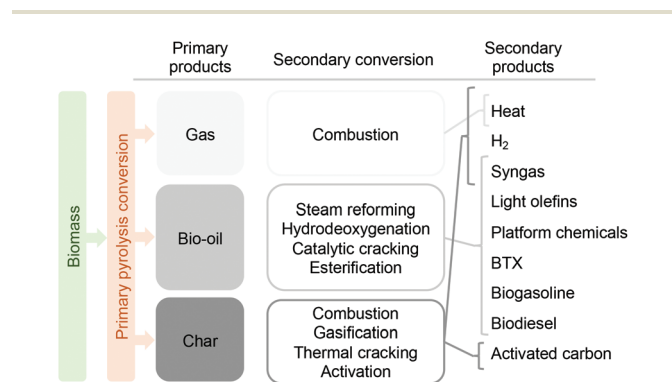 Primary
products
Secondary conversion
Secondary
products
Biomass
Primary pyrolysis conversion
Gas
Combustion
Bio-oil
Steam reforming
Hydrodeoxygenation
Catalytic cracking
Esterification
Char
Combustion
Gasification
Thermal cracking
Activation
Heat
H₂
Syngas
Light olefins
Platform chemicals
BTX
Biogasoline
Biodiesel
Activated carbon